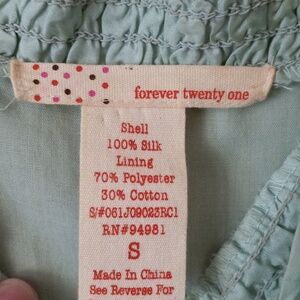 forever twenty one
Shell
100% Silk
Lining
70% Polyester
30% Cotton
S/#061J09023RC1
RN#94981
S
Made In China
See Reverse For